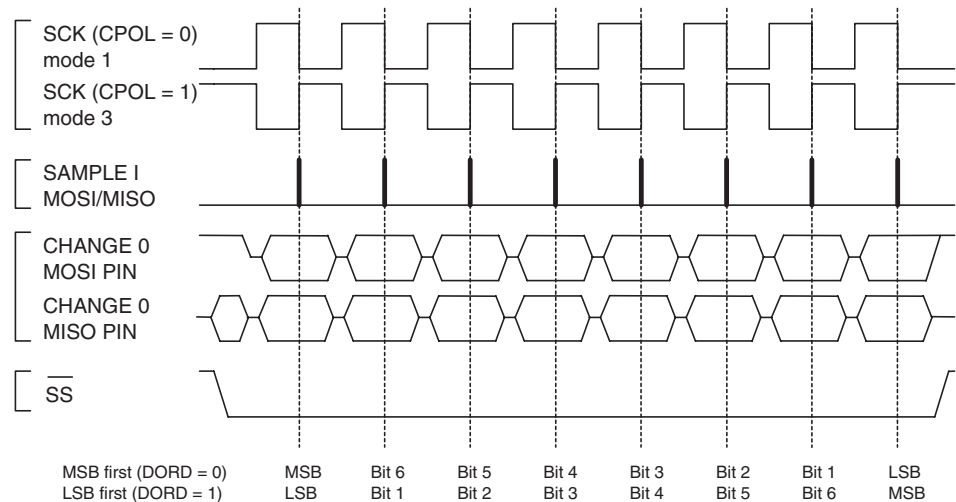 SCK (CPOL = 0)
mode 1
SCK (CPOL = 1)
mode 3
SAMPLE I
MOSI/MISO
CHANGE 0
MOSI PIN
CHANGE 0
MISO PIN
SS
MSB first (DORD = 0) MSB Bit 6 Bit 5 Bit 4 Bit 3 Bit 2 Bit 1 LSB
LSB first (DORD = 1) LSB Bit 1 Bit 2 Bit 3 Bit 4 Bit 5 Bit 6 MSB